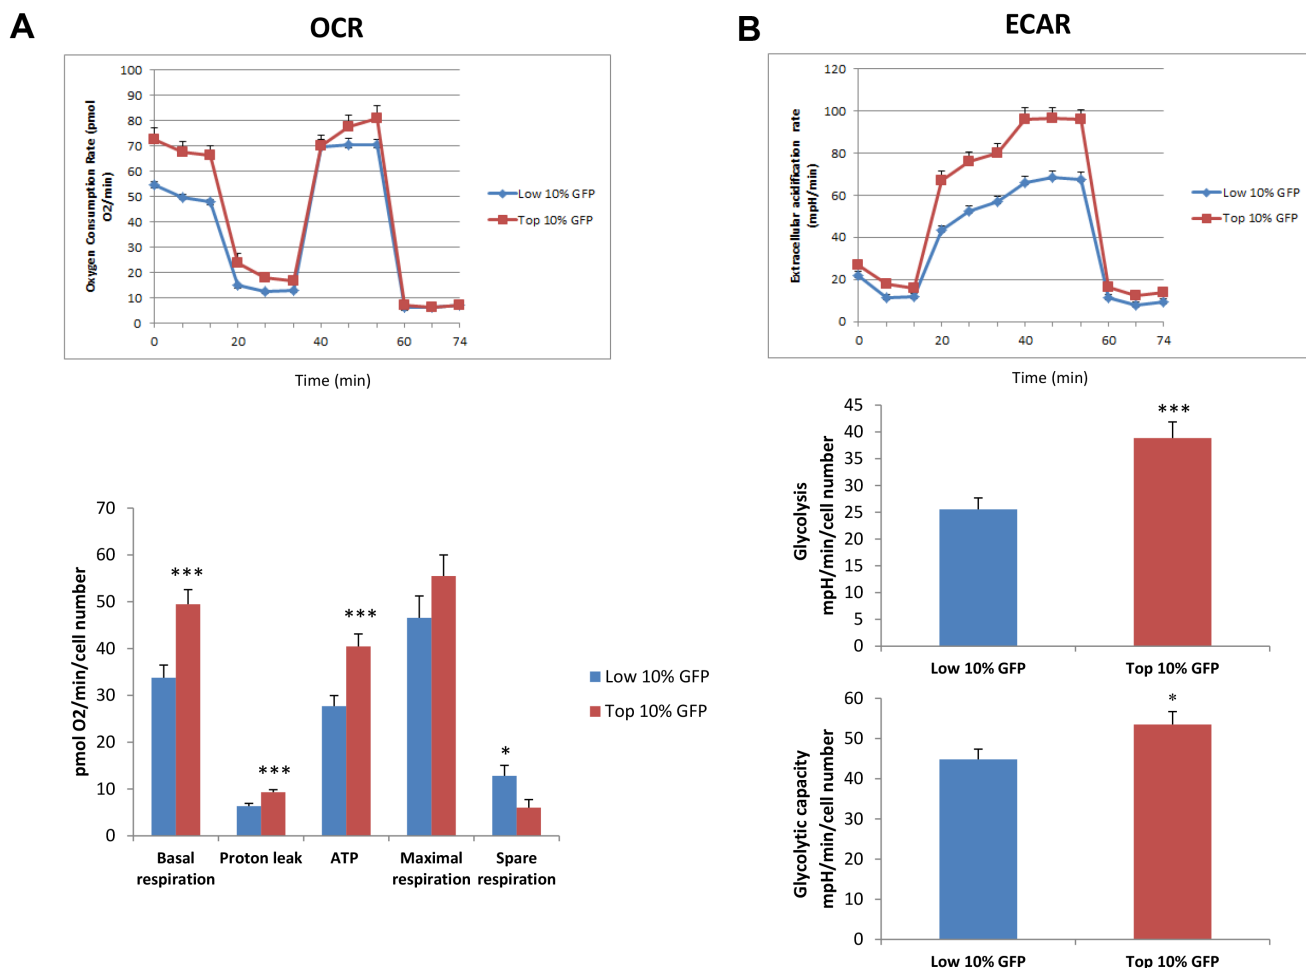 A
OCR
Oxygen Consumption Rate (pmol
O2/min)
100
90
80
70
60
50
40
30
20
10
0
0
20
40
60
74
Time (min)
Low 10% GFP
Top 10% GFP
pmol O2/min/cell number
70
60
50
40
30
20
10
0
***
***
***
*
Basal
respiration
Proton leak
ATP
Maximal
respiration
Spare
respiration
Low 10% GFP
Top 10% GFP
B
ECAR
Extracellular acidification rate
(mpH/min)
120
100
80
60
40
20
0
0
20
40
60
74
Time (min)
Low 10% GFP
Top 10% GFP
Glycolysis
mpH/min/cell number
45
40
35
30
25
20
15
10
5
0
***
Low 10% GFP
Top 10% GFP
Glycolytic capacity
mpH/min/cell number
60
50
40
30
20
10
0
*
Low 10% GFP
Top 10% GFP